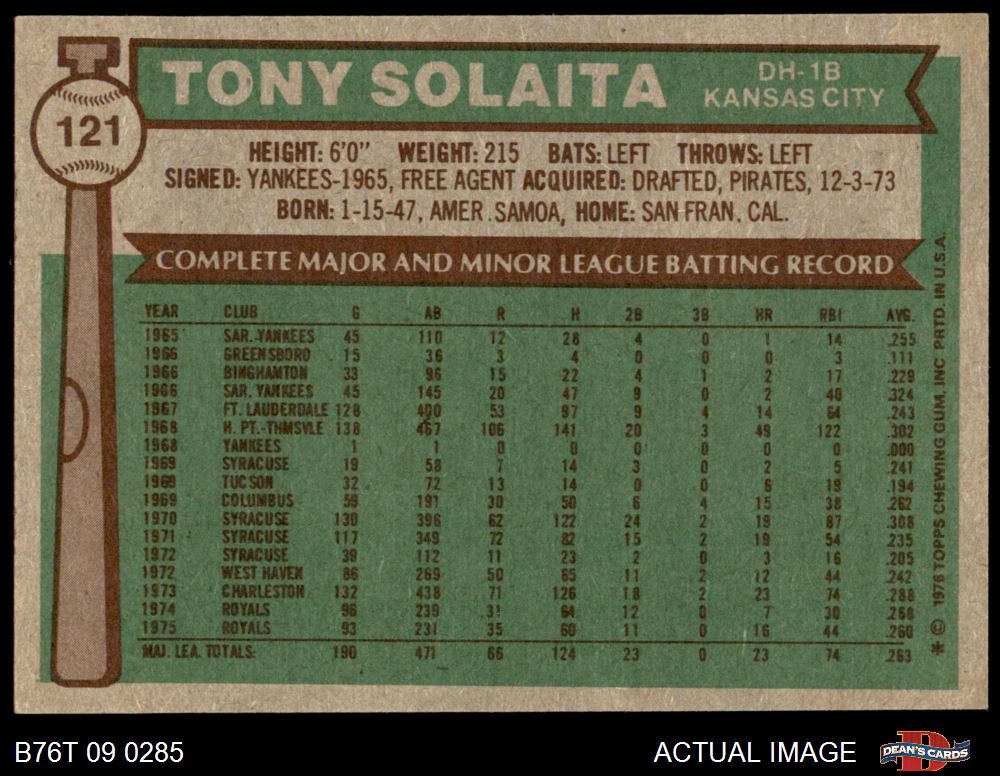 TONY SOLAITA
DH-1B
KANSAS CITY
121
HEIGHT: 6'0" WEIGHT: 215 BATS: LEFT THROWS: LEFT
SIGNED: YANKEES-1965, FREE AGENT ACQUIRED: DRAFTED, PIRATES, 12-3-73
BORN: 1-15-47, AMER. SAMOA, HOME: SAN FRAN. CAL.
COMPLETE MAJOR AND MINOR LEAGUE BATTING RECORD
YEAR CLUB G AB R H 2B 3B HR RBI AVG.
1965 SAR. YANKEES 45 110 12 28 4 0 1 14 .255
1966 GREENSBORO 15 36 3 4 0 0 0 3 .111
1966 BINGHAMTON 33 96 15 22 4 1 2 17 .229
1966 SAR. YANKEES 45 145 20 47 9 0 2 40 .324
1967 FT. LAUDERDALE 128 400 53 97 9 4 14 64 .243
1968 H. PT.-THMSVLE 138 467 106 141 20 3 49 122 .302
1968 YANKEES 1 1 0 0 0 0 0 0 .000
1969 SYRACUSE 19 58 7 14 3 0 2 5 .241
1969 TUCSON 32 72 13 14 0 0 6 19 .194
1969 COLUMBUS 59 191 30 50 6 4 15 38 .262
1970 SYRACUSE 130 396 62 122 24 2 19 87 .308
1971 SYRACUSE 117 349 72 82 15 2 19 54 .235
1972 SYRACUSE 39 112 11 23 2 0 3 16 .205
1972 WEST HAVEN 86 269 50 65 11 2 12 44 .242
1973 CHARLESTON 132 438 71 126 18 2 23 74 .288
1974 ROYALS 96 239 31 64 12 0 7 30 .268
1975 ROYALS 93 231 35 60 11 0 16 44 .260
MAJ. LEA. TOTALS: 190 471 66 124 23 0 23 74 .263
* © 1976 TOPPS CHEWING GUM, INC. PRTD. IN U.S.A.
B76T 09 0285
ACTUAL IMAGE
DEAN'S CARDS